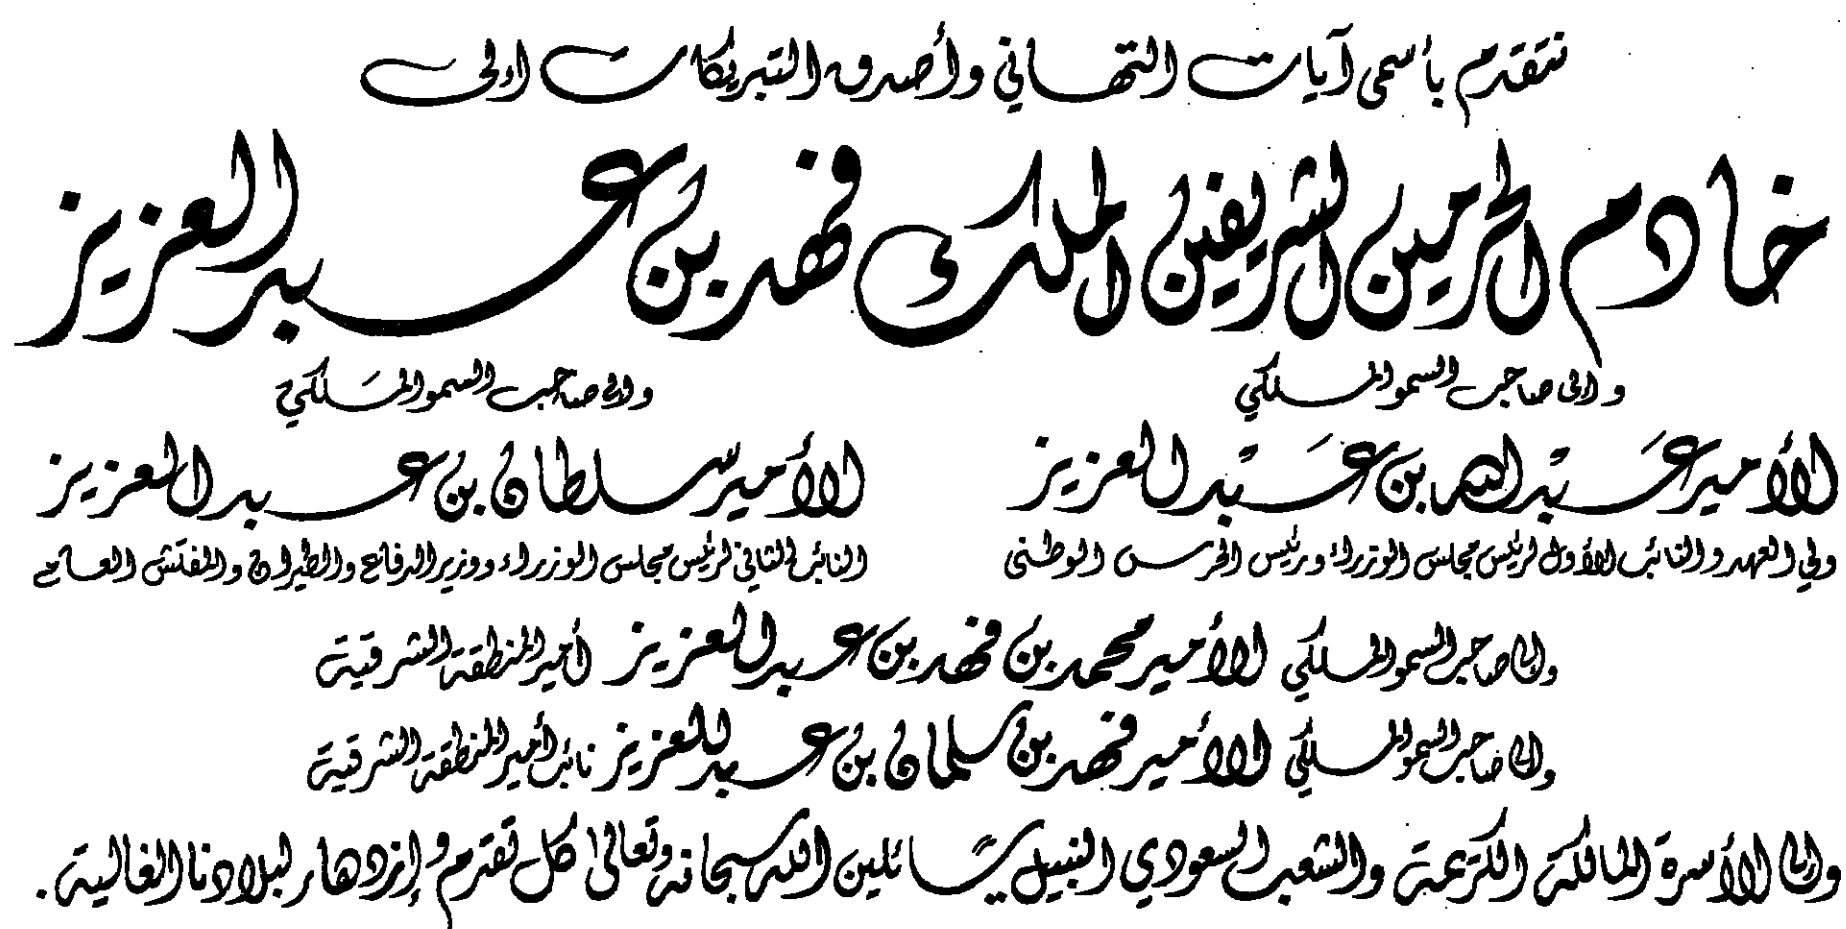 نتقدم بأسمى آيات التهاني وأصدق التبريكات إلى
خادم الحرمين الشريفين الملك فهد بن عبد العزيز
وإلى صاحب السمو الملكي
الأمير عبد الله بن عبد العزيز
ولي العهد والنائب الأول لرئيس مجلس الوزراء ورئيس الحرس الوطني
وإلى صاحب السمو الملكي
الأمير سلطان بن عبد العزيز
النائب الثاني لرئيس مجلس الوزراء ووزير الدفاع والطيران والمفتش العام
وإلى صاحب السمو الملكي الأمير محمد بن فهد بن عبد العزيز أمير المنطقة الشرقية
وإلى صاحب السمو الملكي الأمير فهد بن سلمان بن عبد العزيز نائب أمير المنطقة الشرقية
وإلى الأسرة المالكة الكريمة والشعب السعودي النبيل سائلين الله سبحانه وتعالى كل تقدم وإزدهار لبلادنا الغالية.